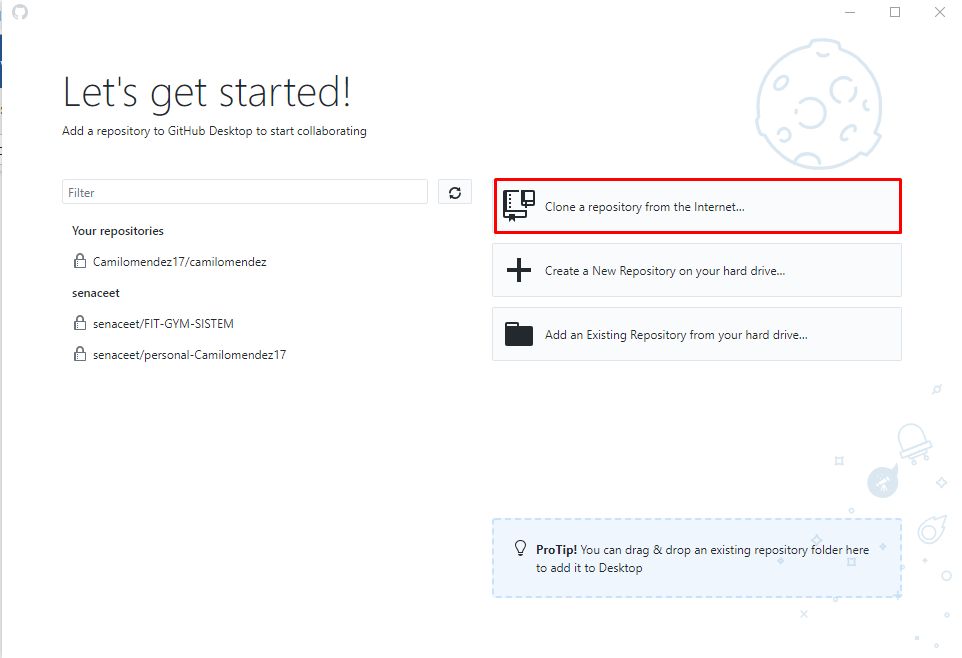 Let's get started!
Add a repository to GitHub Desktop to start collaborating
Filter
Your repositories
Camilomendez17/camilomendez
senaceet
senaceet/FIT-GYM-SISTEM
senaceet/personal-Camilomendez17
Clone a repository from the Internet...
Create a New Repository on your hard drive...
Add an Existing Repository from your hard drive...
ProTip! You can drag & drop an existing repository folder here
to add it to Desktop